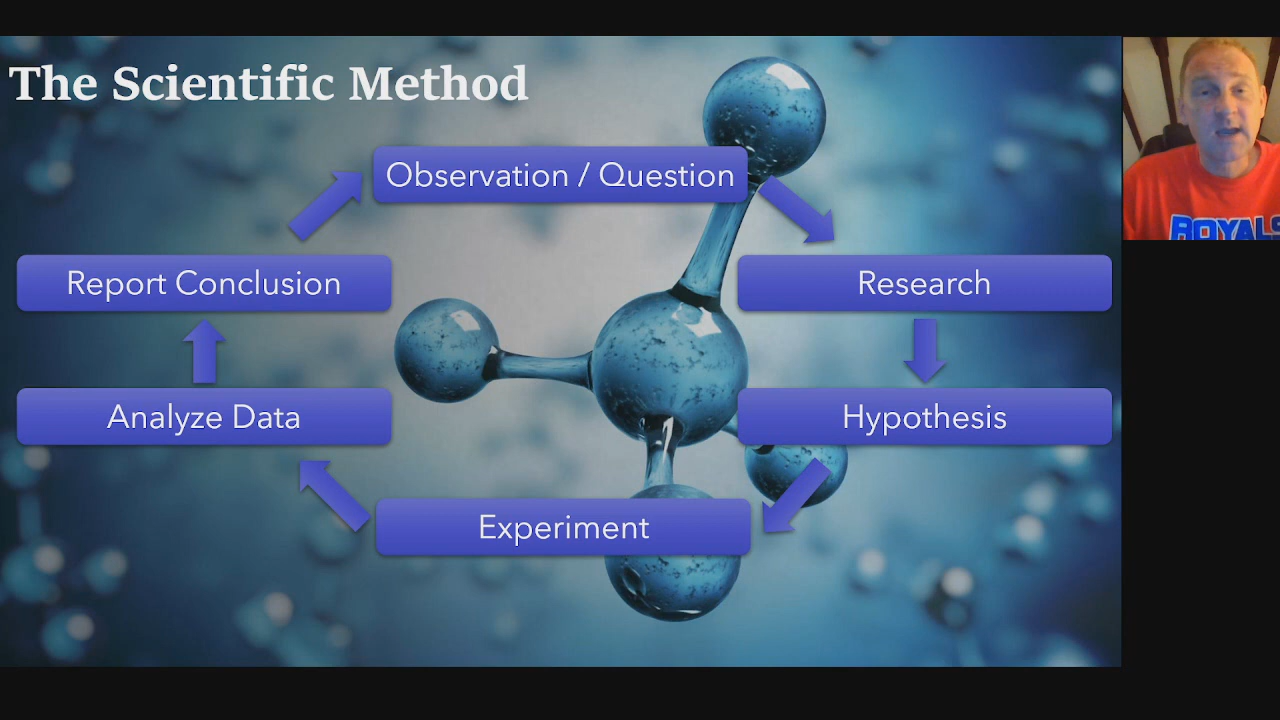 The Scientific Method
Observation / Question
Research
Hypothesis
Experiment
Analyze Data
Report Conclusion
ROYALS